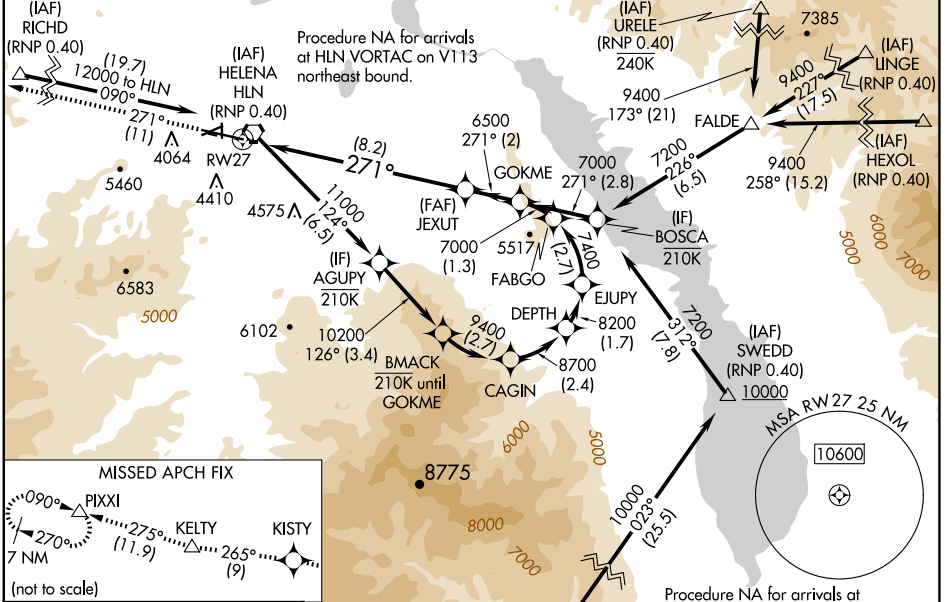 (IAF)
RICHD
(RNP 0.40)
(19.7)
12000 to HLN
090°
271°
(11)
4064
RW27
4410
5460
(IAF)
HELENA
HLN
(RNP 0.40)
Procedure NA for arrivals
at HLN VORTAC on V113
northeast bound.
(IAF)
URELE
(RNP 0.40)
240K
7385
9400
173° (21)
(IAF)
LINGE
(RNP 0.40)
9400
227°
(17.5)
FALDE
9400
258° (15.2)
(IAF)
HEXOL
(RNP 0.40)
7200
226°
(6.5)
(8.2)
271°
6500
271° (2)
GOKME
7000
271° (2.8)
(FAF)
JEXUT
7000
(1.3)
5517
FABGO
(IF)
BOSCA
210K
7400
(2.7)
EJUPY
4575
11000
124°
(6.5)
(IF)
AGUPY
210K
6583
5000
6102
10200
126° (3.4)
BMACK
210K until
GOKME
9400
(2.7)
CAGIN
8700
(2.4)
DEPTH
8200
(1.7)
7200
312°
(7.8)
(IAF)
SWEDD
(RNP 0.40)
10000
5000
6000
7000
6000
5000
8775
8000
7000
10000
023°
(25.5)
MSA RW27 25 NM
10600
MISSED APCH FIX
090°
PIXXI
270°
7 NM
275°
(11.9)
KELTY
265°
(9)
KISTY
(not to scale)
Procedure NA for arrivals at